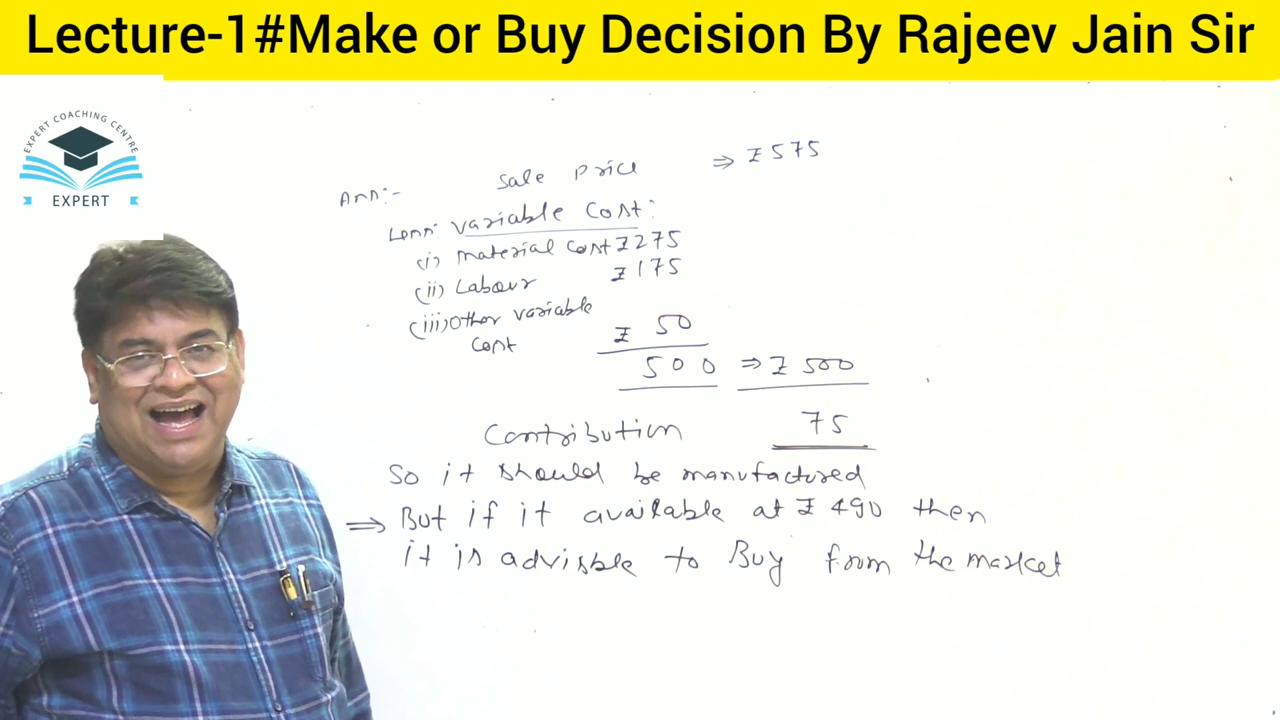 Lecture-1#Make or Buy Decision By Rajeev Jain Sir
EXPERT COACHING CENTRE
EXPERT
Ans:- Sale Price ⇒ ₹575
Less: Variable Cost:
(i) Material Cost ₹275
(ii) Labour ₹175
(iii) Other variable
Cost ₹ 50
500 ⇒ ₹ 500
Contribution 75
So it should be manufactured
⇒ But if it available at ₹ 490 then
it is advisble to Buy from the market